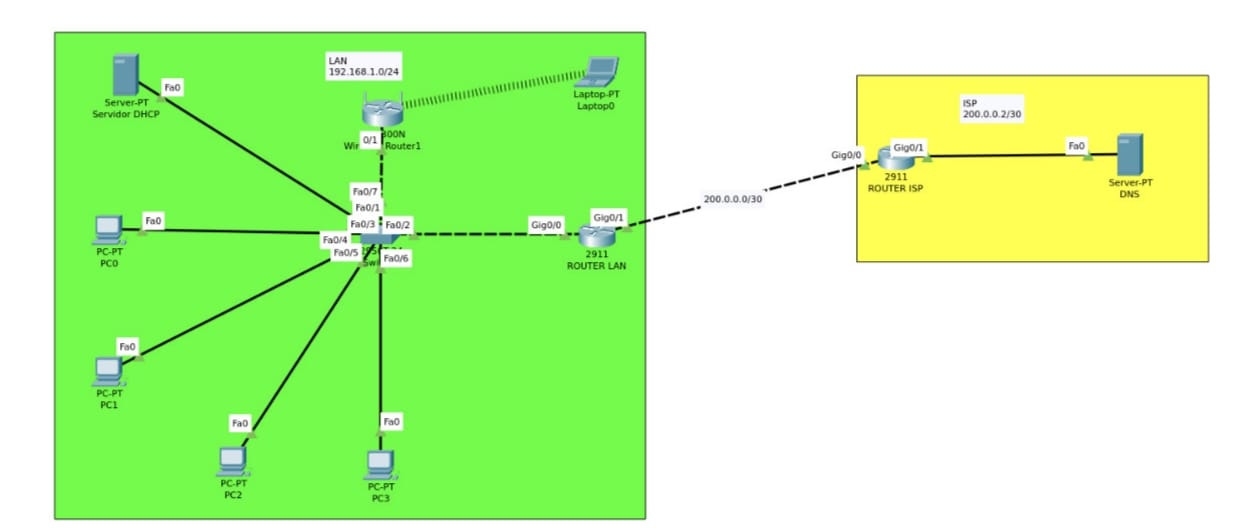 LAN
192.168.1.0/24
Fa0
Server-PT
Servidor DHCP
Laptop-PT
Laptop0
300N
0/1
Router1
Fa0/7
Fa0/1
Fa0/3
Fa0/2
Fa0/4
Fa0/5
Fa0/6
Fa0
PC-PT
PC0
Gig0/0
Gig0/1
2911
ROUTER LAN
Fa0
PC-PT
PC1
Fa0
PC-PT
PC2
Fa0
PC-PT
PC3
200.0.0.0/30
ISP
200.0.0.2/30
Gig0/0
Gig0/1
2911
ROUTER ISP
Fa0
Server-PT
DNS